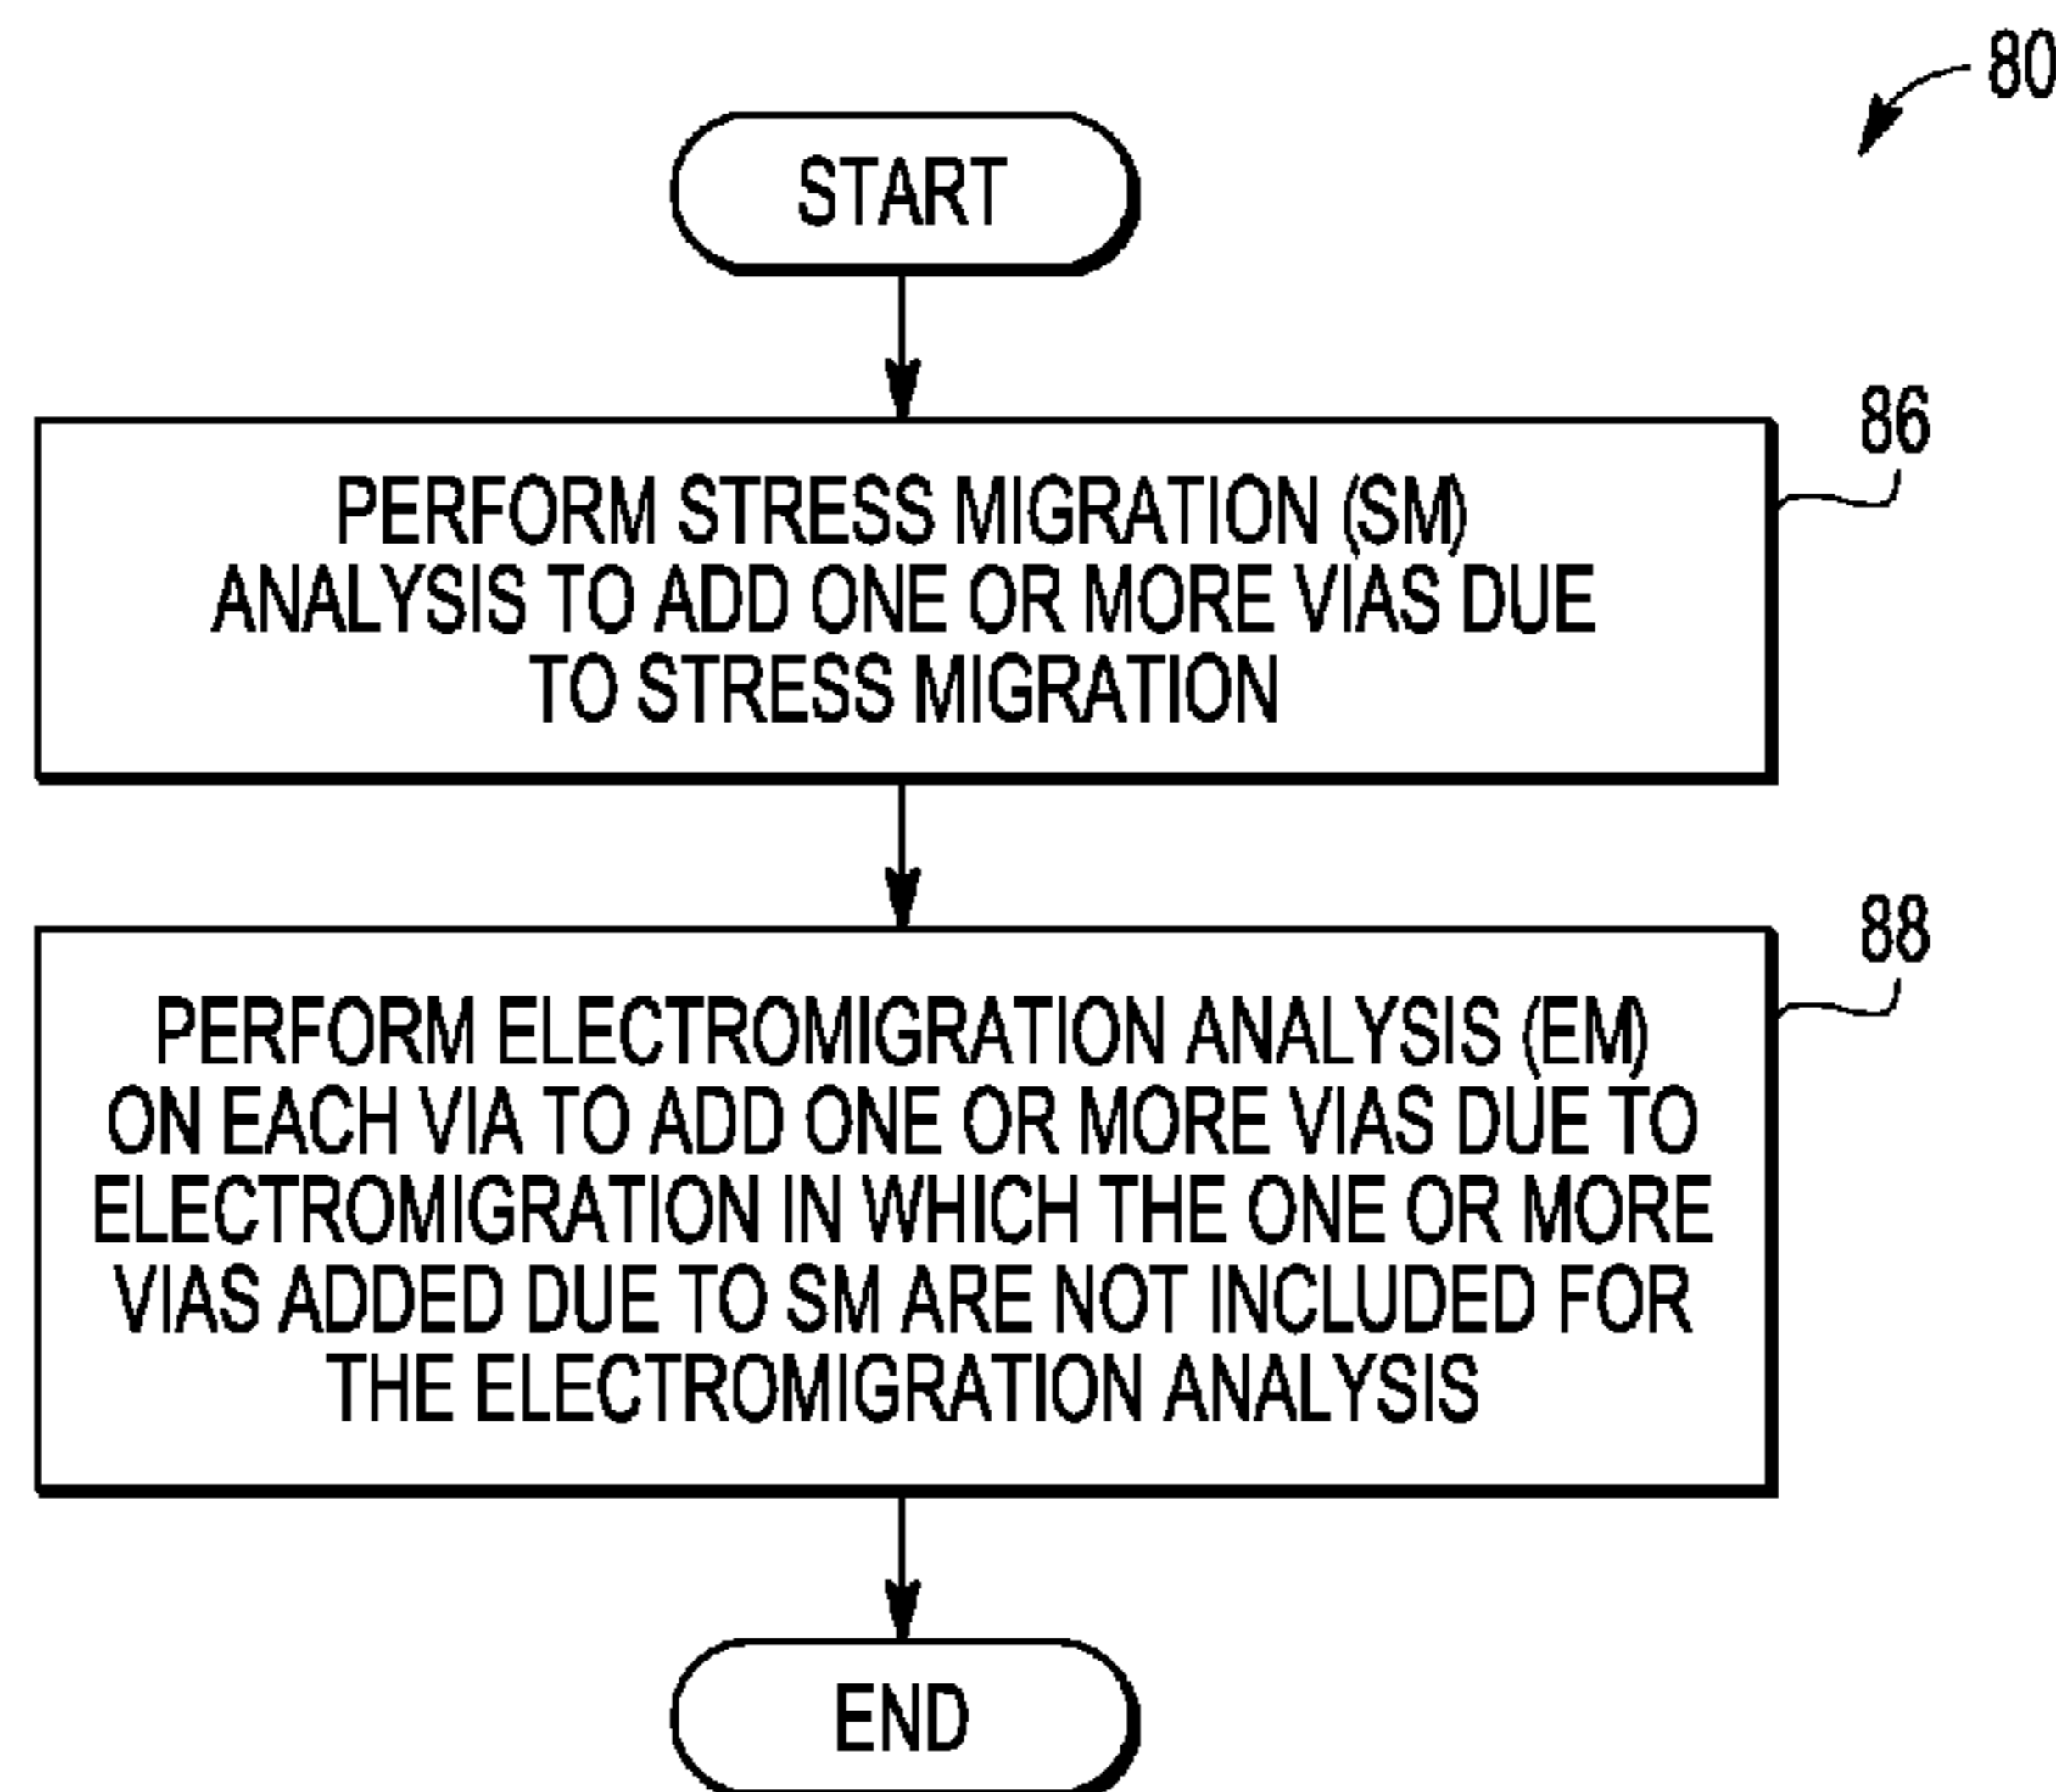 80
START
86
PERFORM STRESS MIGRATION (SM)
ANALYSIS TO ADD ONE OR MORE VIAS DUE
TO STRESS MIGRATION
88
PERFORM ELECTROMIGRATION ANALYSIS (EM)
ON EACH VIA TO ADD ONE OR MORE VIAS DUE TO
ELECTROMIGRATION IN WHICH THE ONE OR MORE
VIAS ADDED DUE TO SM ARE NOT INCLUDED FOR
THE ELECTROMIGRATION ANALYSIS
END